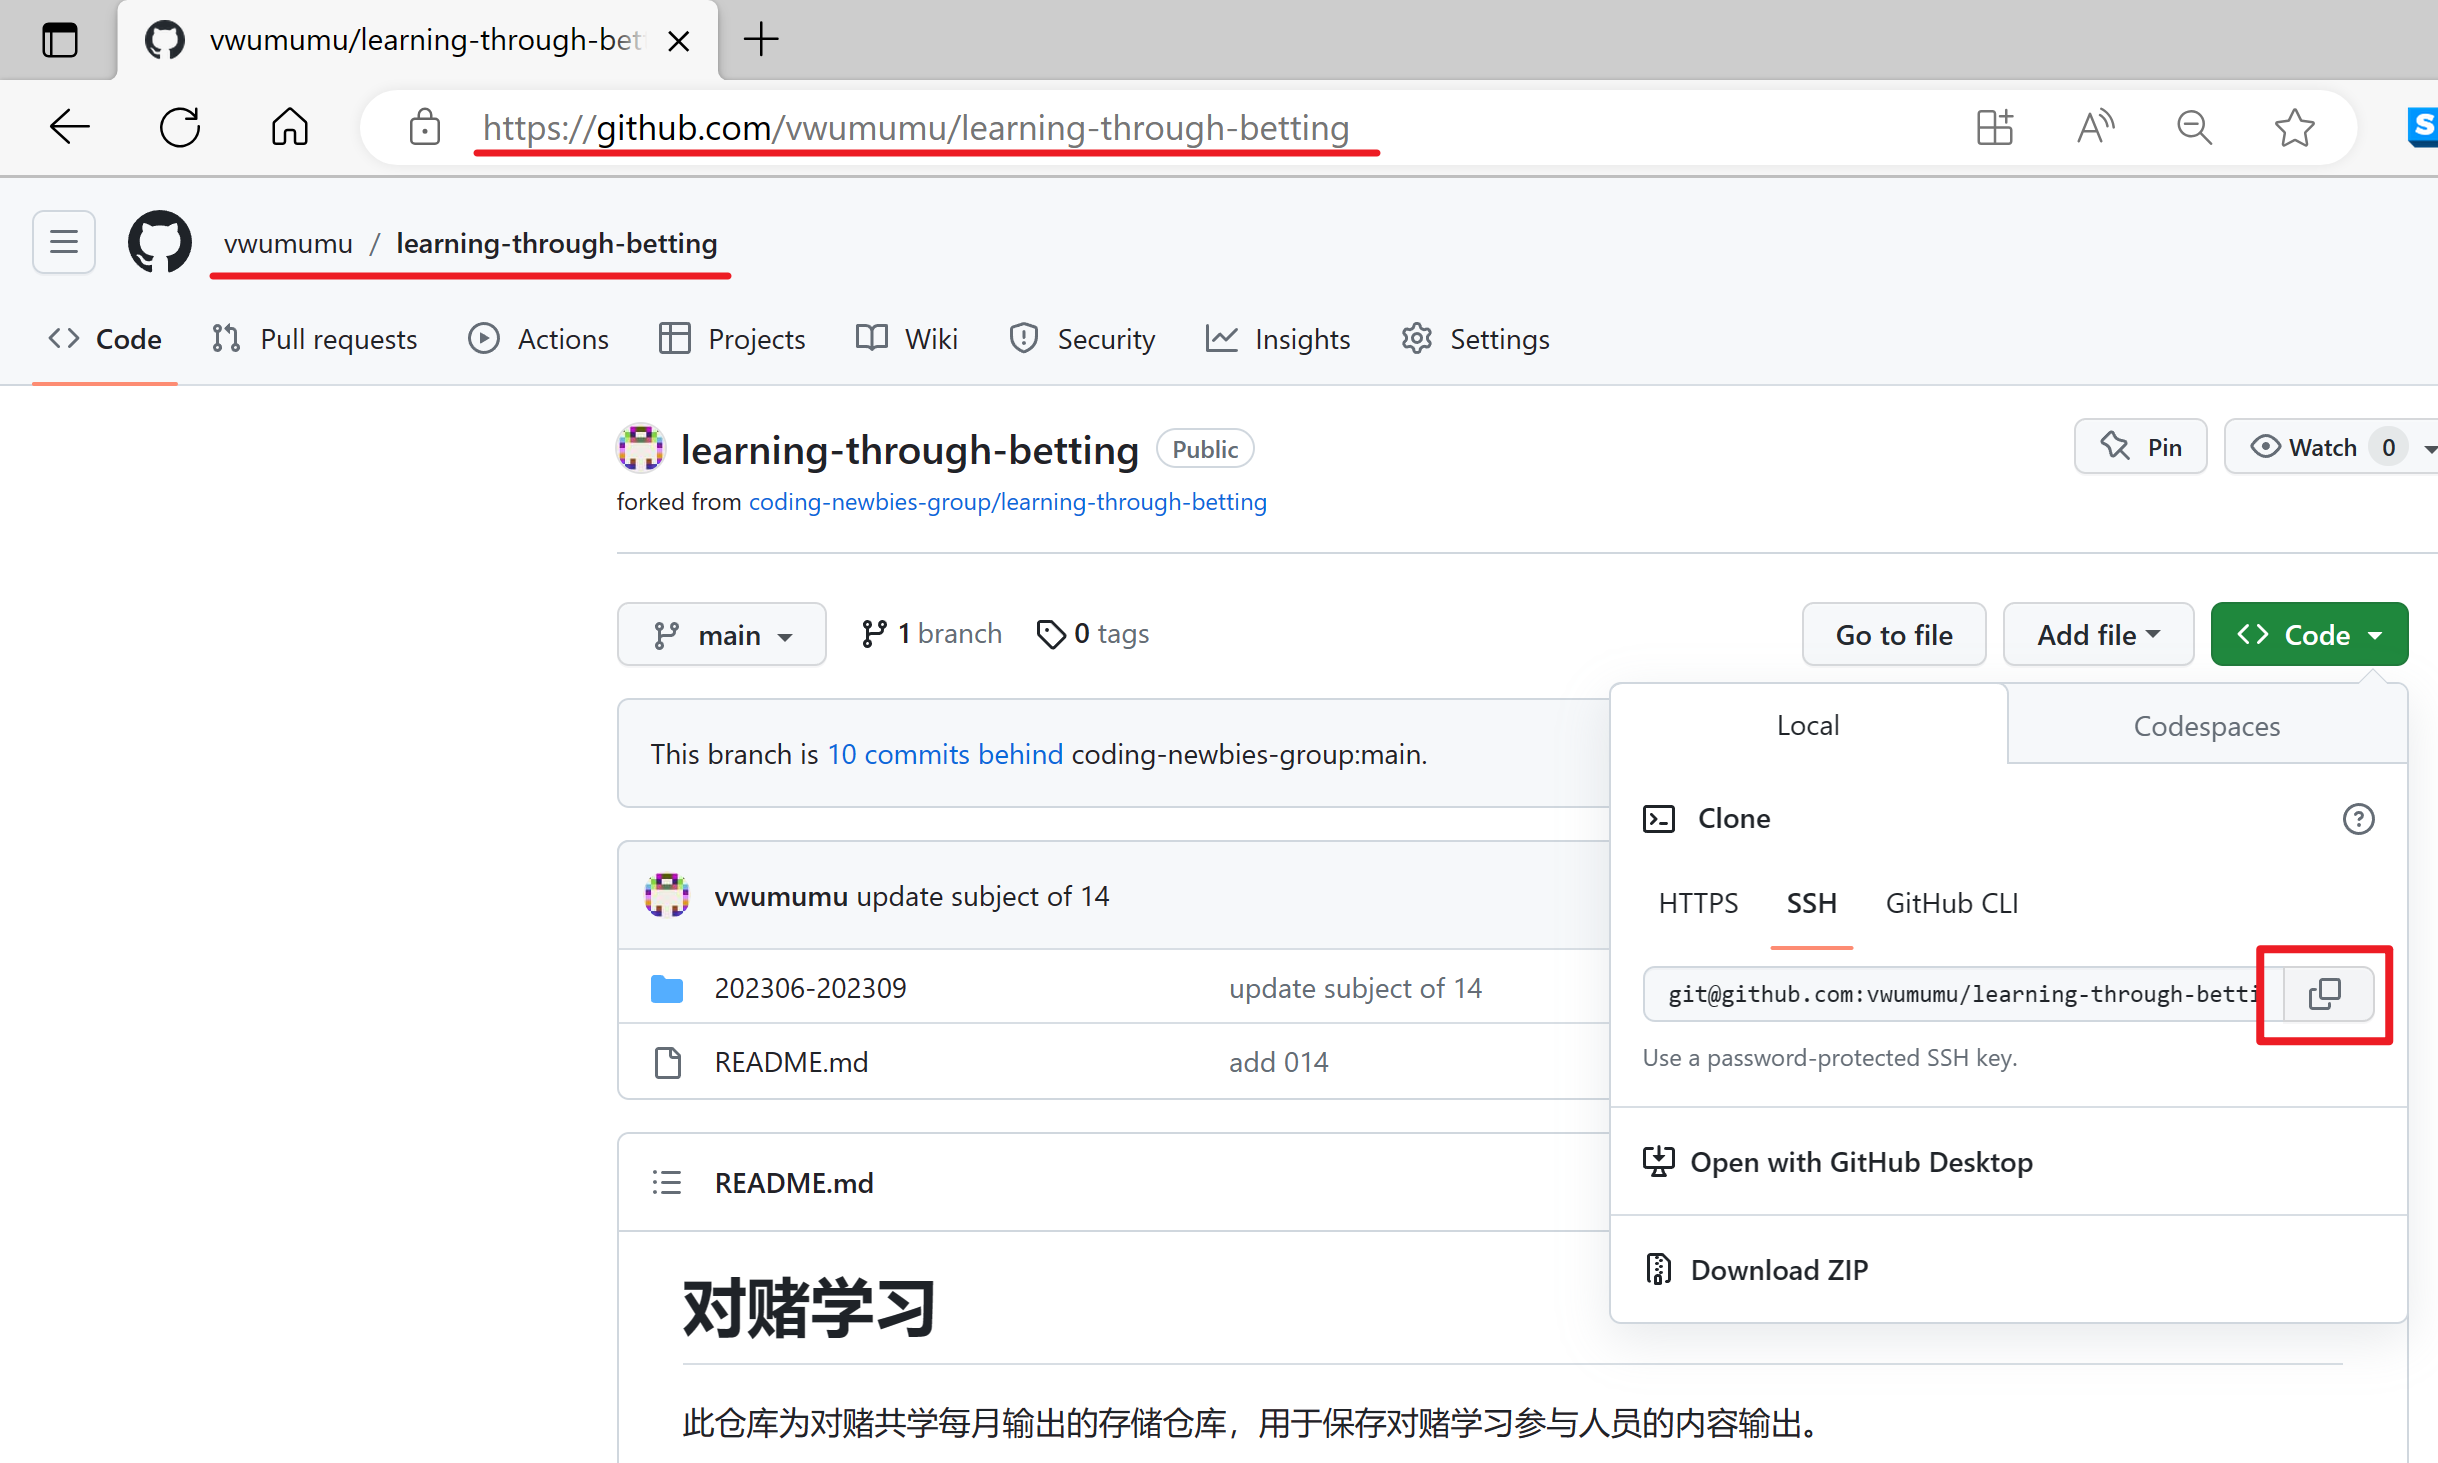 vwumumu/learning-through-bet
https://github.com/vwumumu/learning-through-betting
vwumumu / learning-through-betting
Code Pull requests Actions Projects Wiki Security Insights Settings
learning-through-betting Public
Pin Watch 0
forked from coding-newbies-group/learning-through-betting
main 1 branch 0 tags
Go to file Add file Code
This branch is 10 commits behind coding-newbies-group:main.
Local Codespaces
Clone
HTTPS SSH GitHub CLI
git@github.com:vwumumu/learning-through-betti
Use a password-protected SSH key.
Open with GitHub Desktop
Download ZIP
vwumumu update subject of 14
202306-202309 update subject of 14
README.md add 014
README.md
对赌学习
此仓库为对赌共学每月输出的存储仓库，用于保存对赌学习参与人员的内容输出。